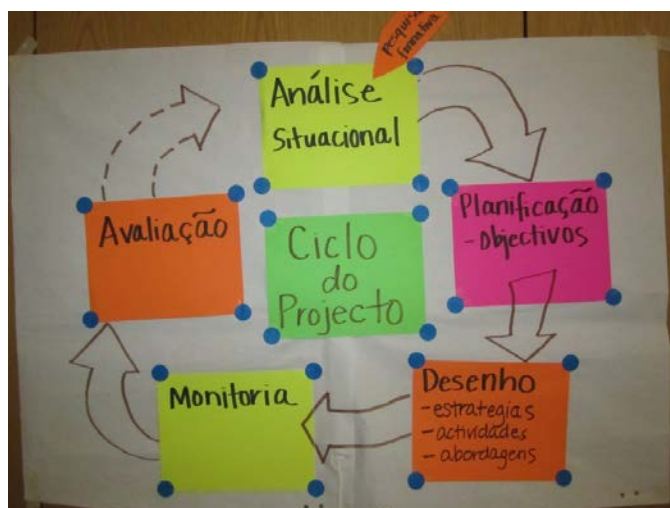 pesquisa
formativa
Análise
Situacional
Planificação
- Objectivos
Desenho
- estrategias
- actividades
- abordagens
Monitoria
Avaliação
Ciclo
do
Projecto